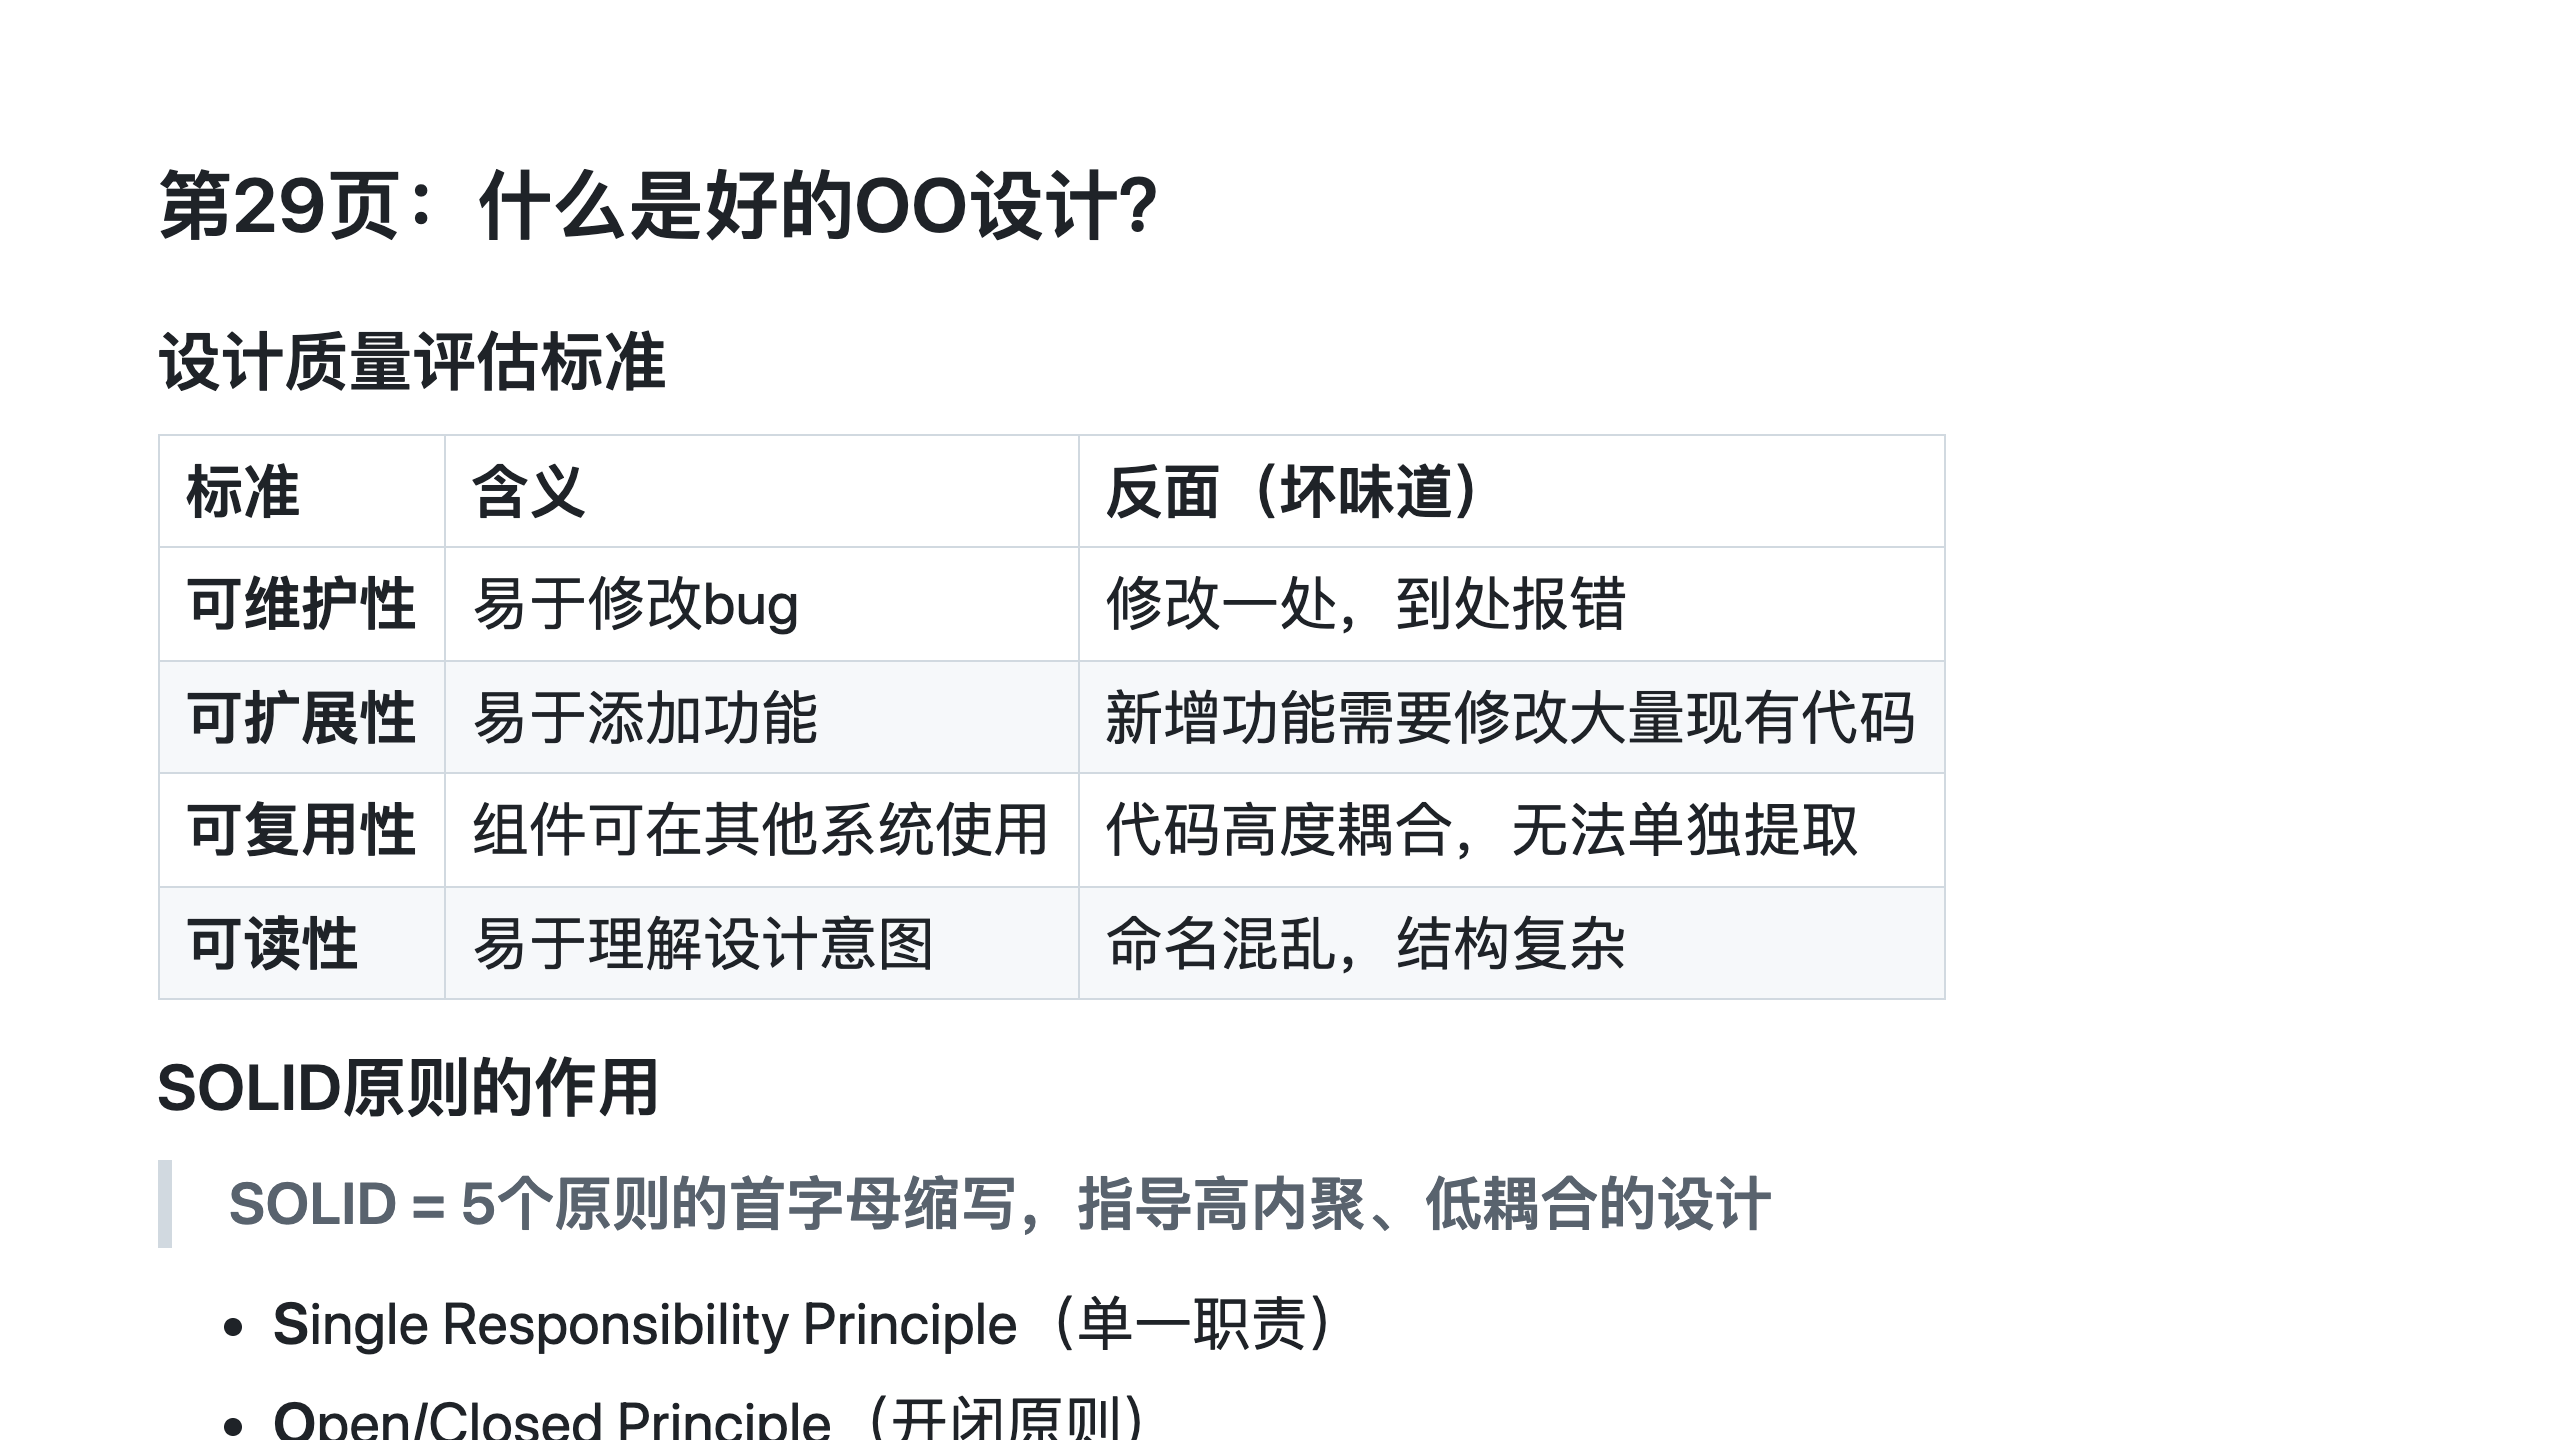 第29页：什么是好的OO设计?
设计质量评估标准
标准 含义 反面（坏味道）
可维护性 易于修改bug 修改一处，到处报错
可扩展性 易于添加功能 新增功能需要修改大量现有代码
可复用性 组件可在其他系统使用 代码高度耦合，无法单独提取
可读性 易于理解设计意图 命名混乱，结构复杂
SOLID原则的作用
SOLID = 5个原则的首字母缩写，指导高内聚、低耦合的设计
• Single Responsibility Principle（单一职责）
• Open/Closed Principle（开闭原则）